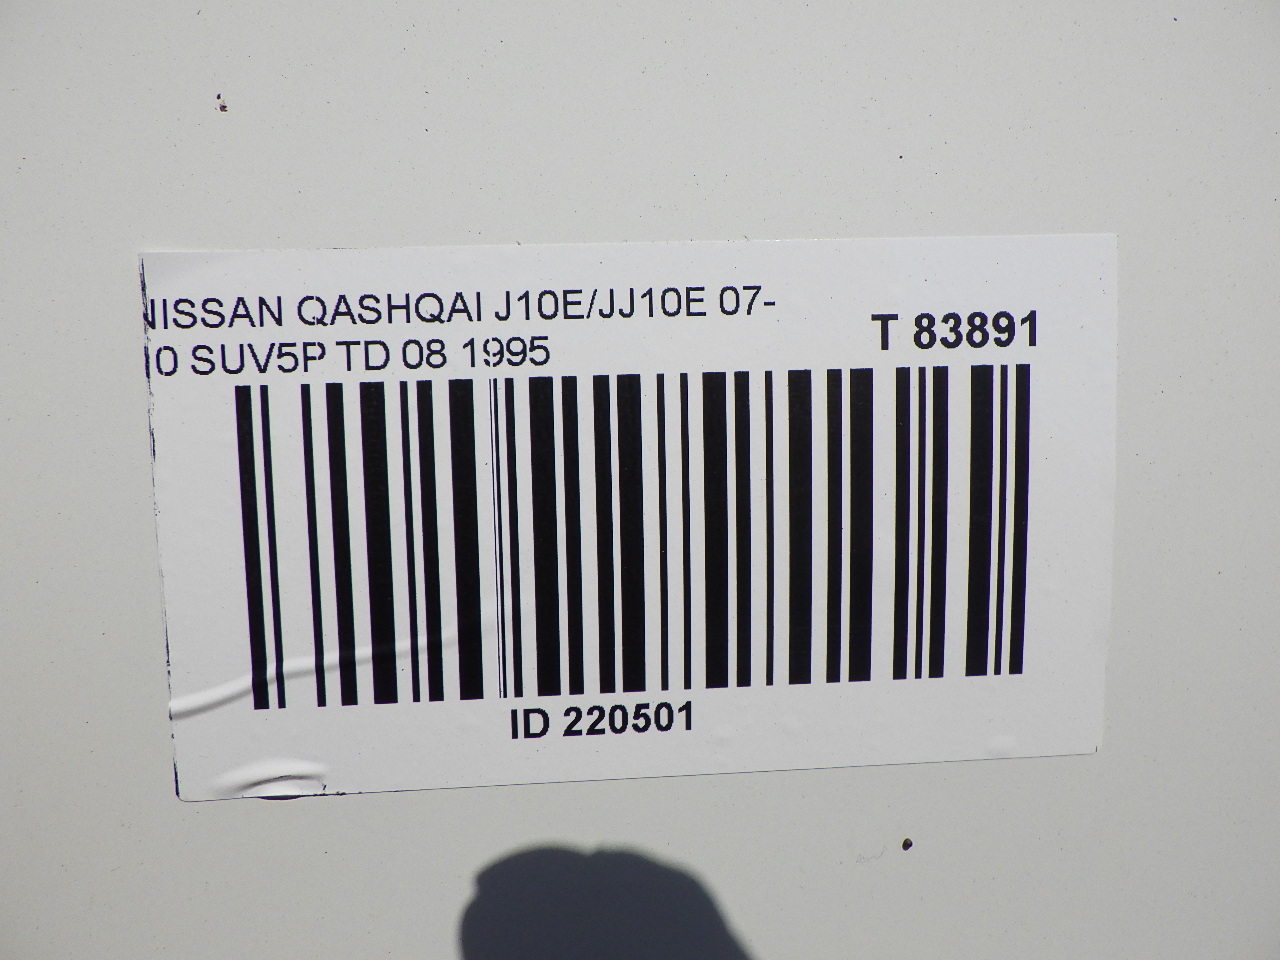 NISSAN QASHQAI J10E/JJ10E 07-
10 SUV5P TD 08 1995
T 83891
ID 220501